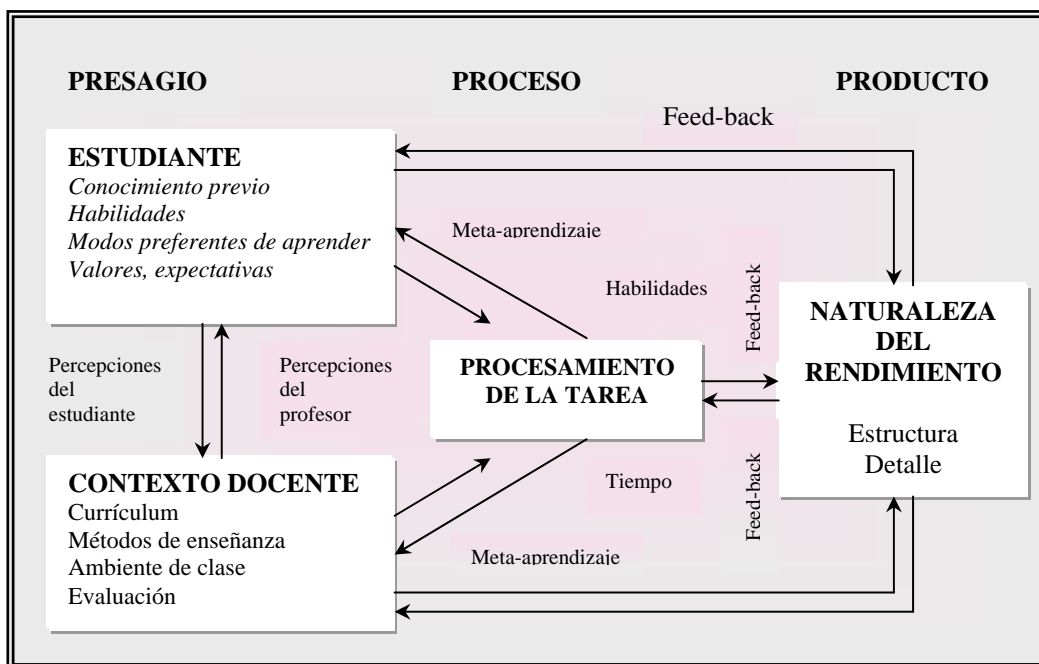 PRESAGIO
PROCESO
PRODUCTO
Feed-back
ESTUDIANTE
Conocimiento previo
Habilidades
Modos preferentes de aprender
Valores, expectativas
Meta-aprendizaje
Habilidades
Feed-back
NATURALEZA
DEL
RENDIMIENTO
Estructura
Detalle
Percepciones
del
estudiante
Percepciones
del
profesor
PROCESAMIENTO
DE LA TAREA
CONTEXTO DOCENTE
Currículum
Métodos de enseñanza
Ambiente de clase
Evaluación
Tiempo
Feed-back
Meta-aprendizaje